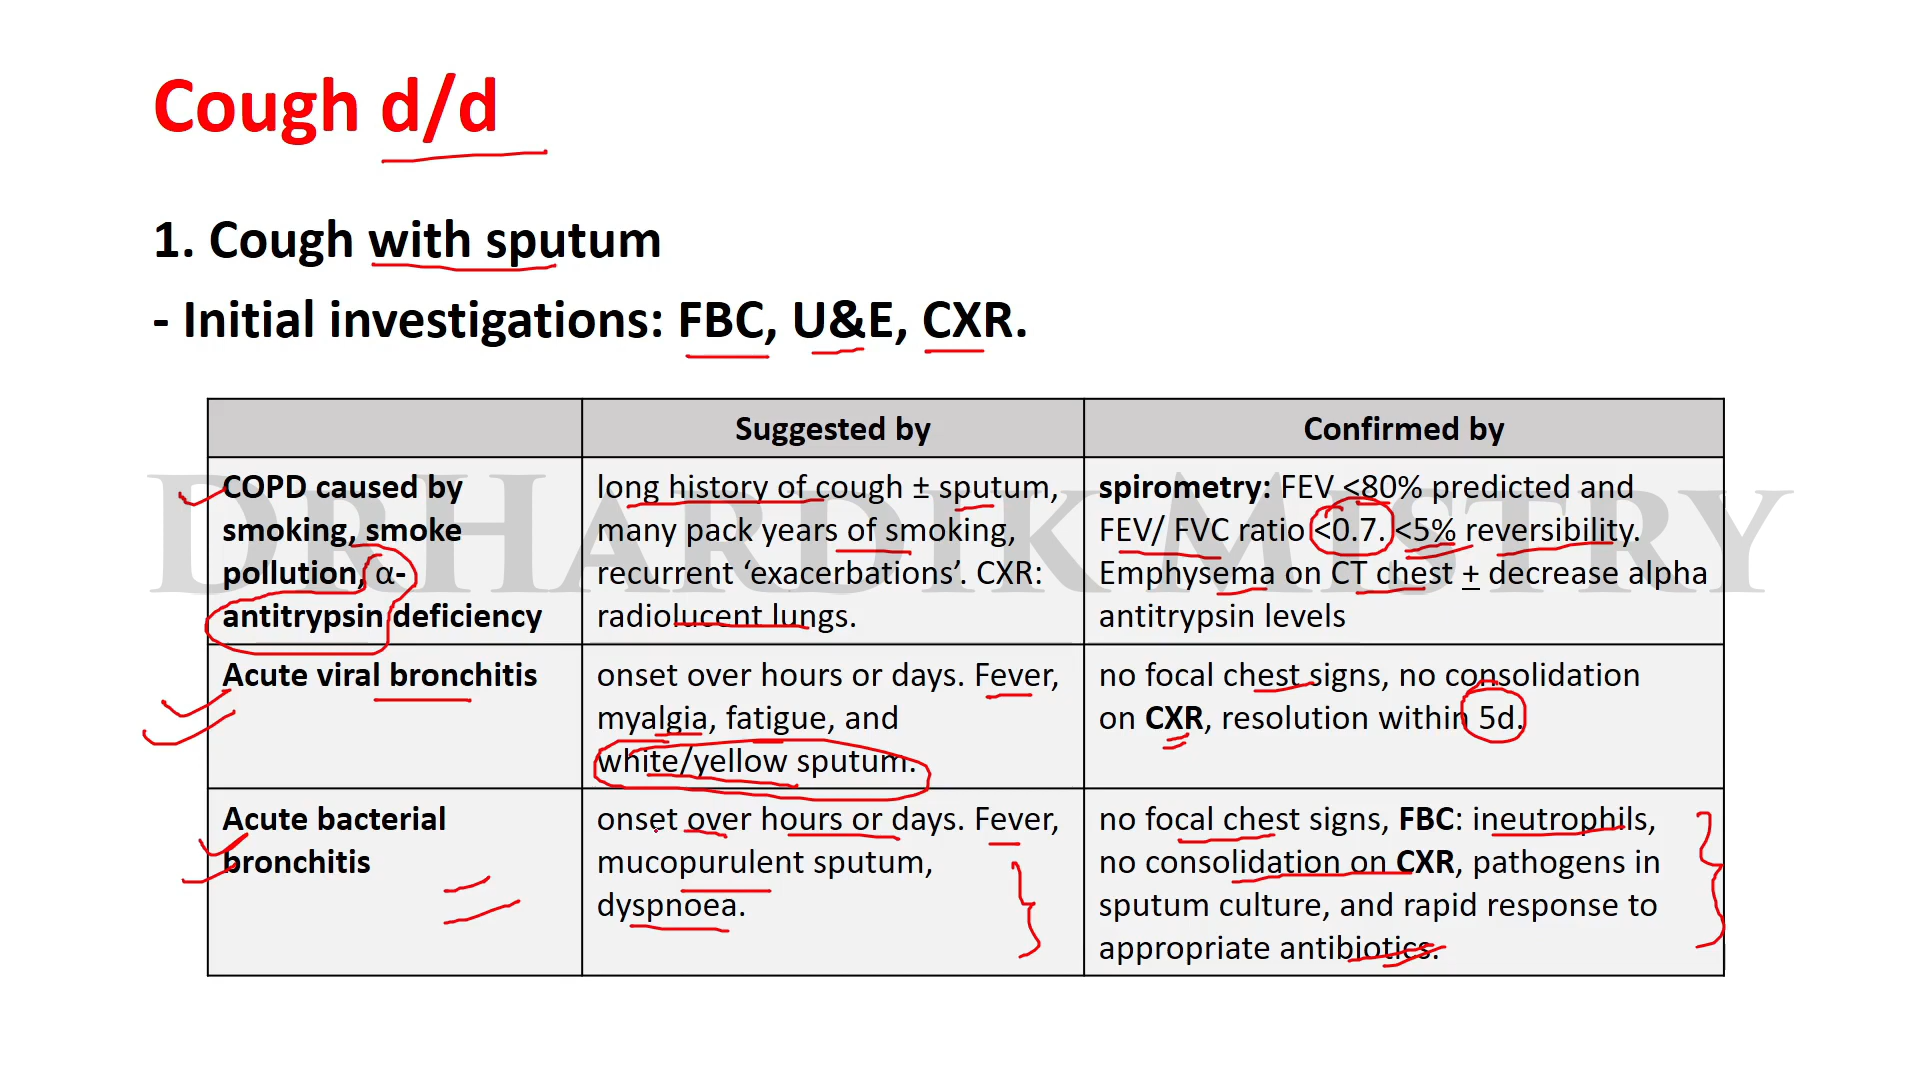 Cough d/d
1. Cough with sputum
- Initial investigations: FBC, U&E, CXR.
Suggested by
Confirmed by
COPD caused by
smoking, smoke
pollution, α-
antitrypsin deficiency
long history of cough ± sputum,
many pack years of smoking,
recurrent ‘exacerbations’. CXR:
radiolucent lungs.
spirometry: FEV <80% predicted and
FEV/ FVC ratio <0.7. <5% reversibility.
Emphysema on CT chest ± decrease alpha
antitrypsin levels
Acute viral bronchitis
onset over hours or days. Fever,
myalgia, fatigue, and
white/yellow sputum.
no focal chest signs, no consolidation
on CXR, resolution within 5d.
Acute bacterial
bronchitis
onset over hours or days. Fever,
mucopurulent sputum,
dyspnoea.
no focal chest signs, FBC: ineutrophils,
no consolidation on CXR, pathogens in
sputum culture, and rapid response to
appropriate antibiotics.
DRHARDIK MISTRY